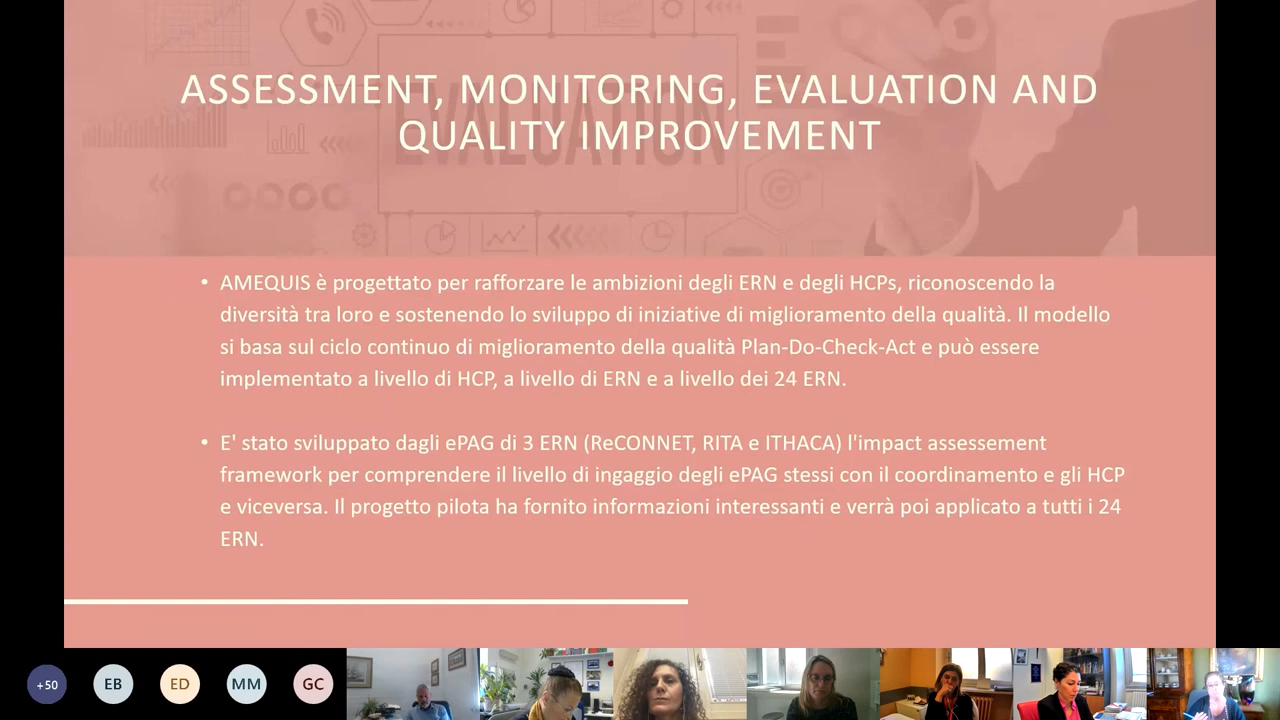 ASSESSMENT, MONITORING, EVALUATION AND
QUALITY IMPROVEMENT
EVALUATION
• AMEQUIS è progettato per rafforzare le ambizioni degli ERN e degli HCPs, riconoscendo la
diversità tra loro e sostenendo lo sviluppo di iniziative di miglioramento della qualità. Il modello
si basa sul ciclo continuo di miglioramento della qualità Plan-Do-Check-Act e può essere
implementato a livello di HCP, a livello di ERN e a livello dei 24 ERN.
• E' stato sviluppato dagli ePAG di 3 ERN (ReCONNET, RITA e ITHACA) l'impact assessement
framework per comprendere il livello di ingaggio degli ePAG stessi con il coordinamento e gli HCP
e viceversa. Il progetto pilota ha fornito informazioni interessanti e verrà poi applicato a tutti i 24
ERN.
+50 EB ED MM GC